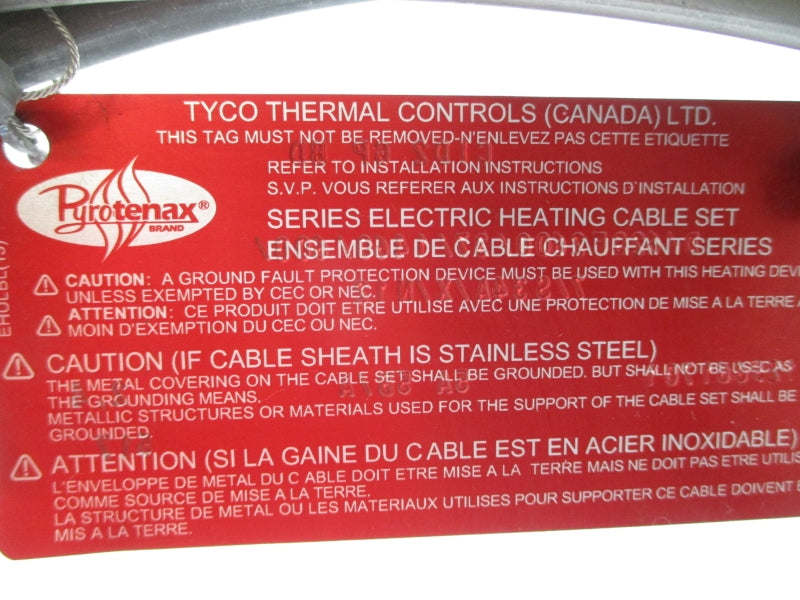 TYCO THERMAL CONTROLS (CANADA) LTD.
THIS TAG MUST NOT BE REMOVED-N'ENLEVEZ PAS CETTE ETIQUETTE
REFER TO INSTALLATION INSTRUCTIONS
S.V.P. VOUS REFERER AUX INSTRUCTIONS D'INSTALLATION
Pyrotenax®
BRAND
SERIES ELECTRIC HEATING CABLE SET
ENSEMBLE DE CABLE CHAUFFANT SERIES
CAUTION: A GROUND FAULT PROTECTION DEVICE MUST BE USED WITH THIS HEATING DEVI
UNLESS EXEMPTED BY CEC OR NEC.
ATTENTION: CE PRODUIT DOIT ETRE UTILISE AVEC UNE PROTECTION DE MISE A LA TERRE A
MOIN D'EXEMPTION DU CEC OU NEC.
CAUTION (IF CABLE SHEATH IS STAINLESS STEEL)
THE METAL COVERING ON THE CABLE SET SHALL BE GROUNDED. BUT SHALL NOT BE USED AS
THE GROUNDING MEANS.
METALLIC STRUCTURES OR MATERIALS USED FOR THE SUPPORT OF THE CABLE SET SHALL BE
GROUNDED.
ATTENTION (SI LA GAINE DU CABLE EST EN ACIER INOXIDABLE)
L'ENVELOPPE DE METAL DU CABLE DOIT ETRE MISE A LA TERRE MAIS NE DOIT PAS ETRE UTILIS
COMME SOURCE DE MISE A LA TERRE.
LA STRUCTURE DE METAL OU LES MATERIAUX UTILISES POUR SUPPORTER CE CABLE DOIVENT E
MIS A LA TERRE.